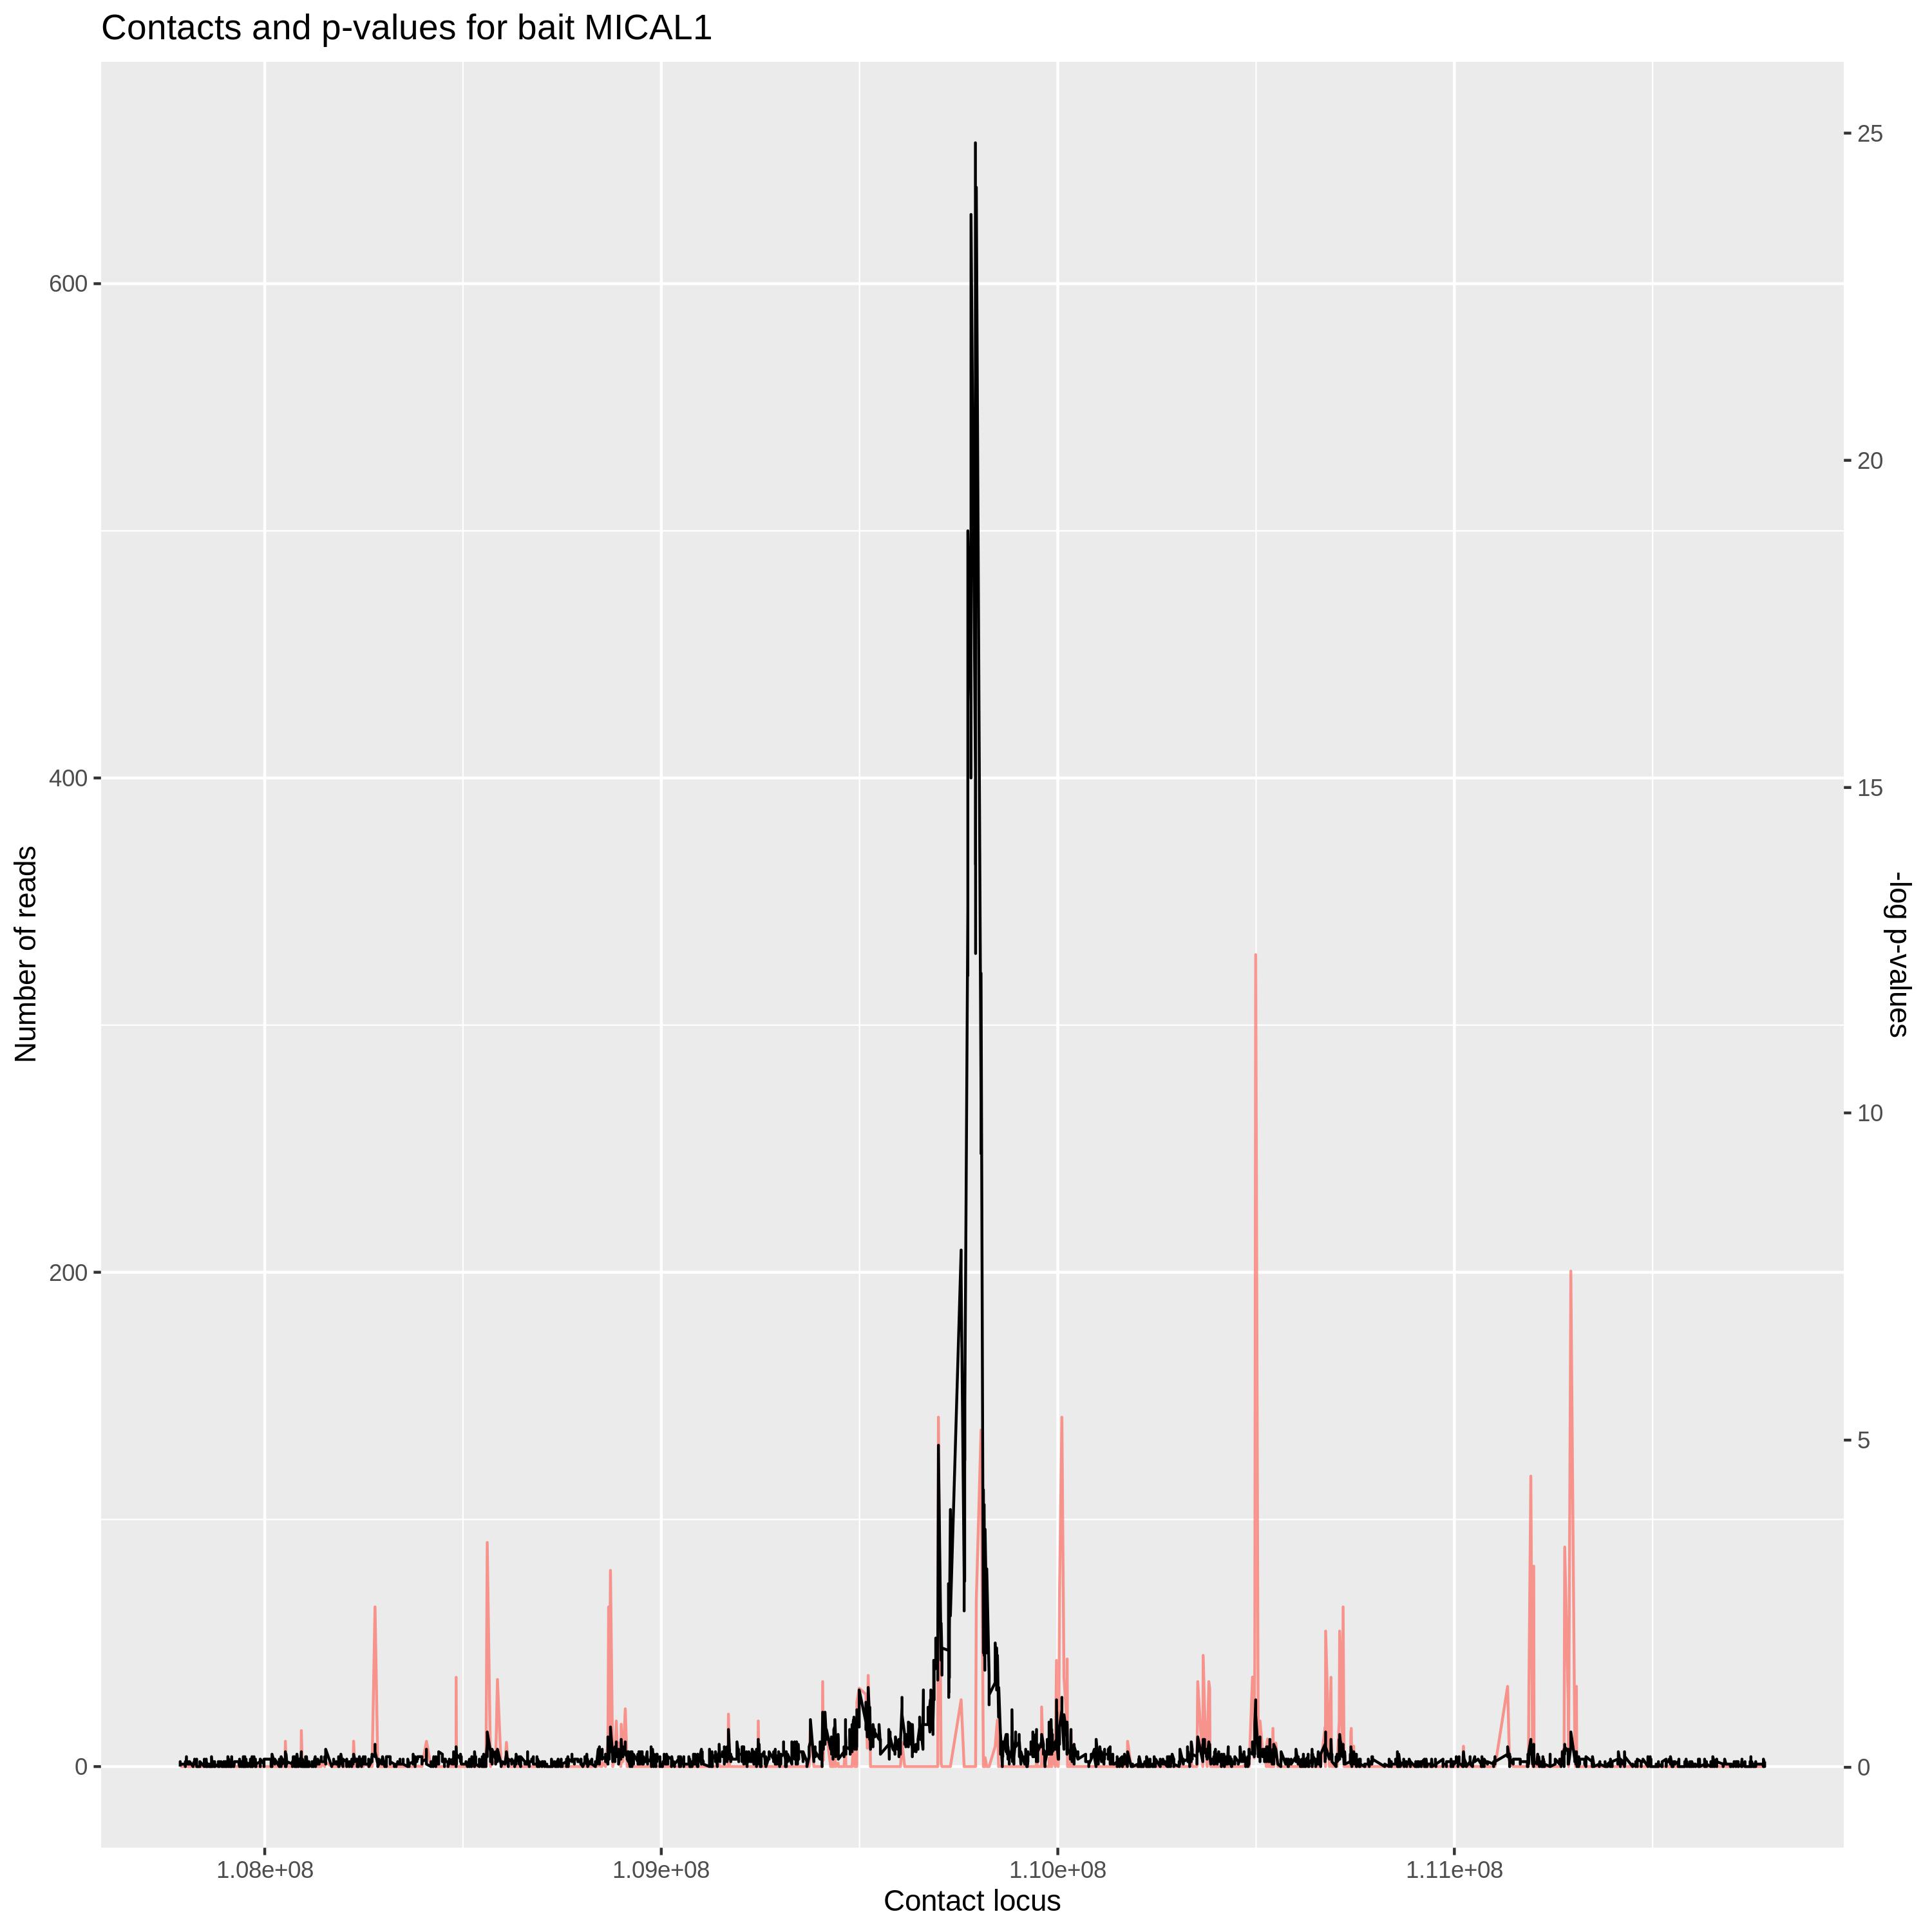 Contacts and p-values for bait MICAL1
Number of reads
600
400
200
0
25
20
15
10
5
0
-log p-values
1.08e+08
1.09e+08
1.10e+08
1.11e+08
Contact locus